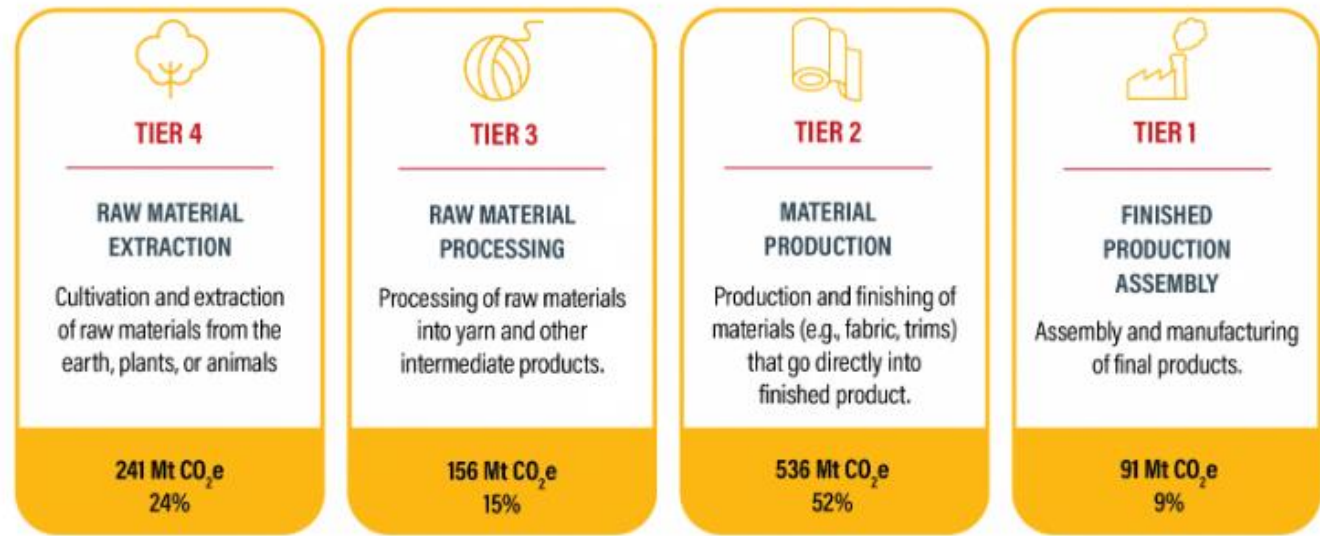 TIER 4
RAW MATERIAL
EXTRACTION
Cultivation and extraction
of raw materials from the
earth, plants, or animals
241 Mt CO₂e
24%
TIER 3
RAW MATERIAL
PROCESSING
Processing of raw materials
into yarn and other
intermediate products.
156 Mt CO₂e
15%
TIER 2
MATERIAL
PRODUCTION
Production and finishing of
materials (e.g., fabric, trims)
that go directly into
finished product.
536 Mt CO₂e
52%
TIER 1
FINISHED
PRODUCTION
ASSEMBLY
Assembly and manufacturing
of final products.
91 Mt CO₂e
9%